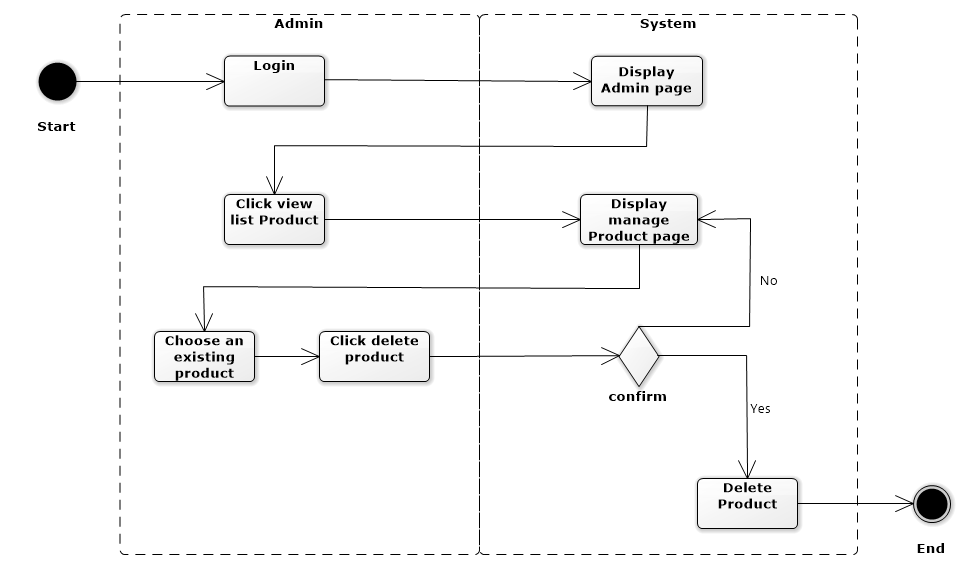 Admin
System
Login
Display
Admin page
Start
Click view
list Product
Display
manage
Product page
No
Choose an
existing
product
Click delete
product
confirm
Yes
Delete
Product
End